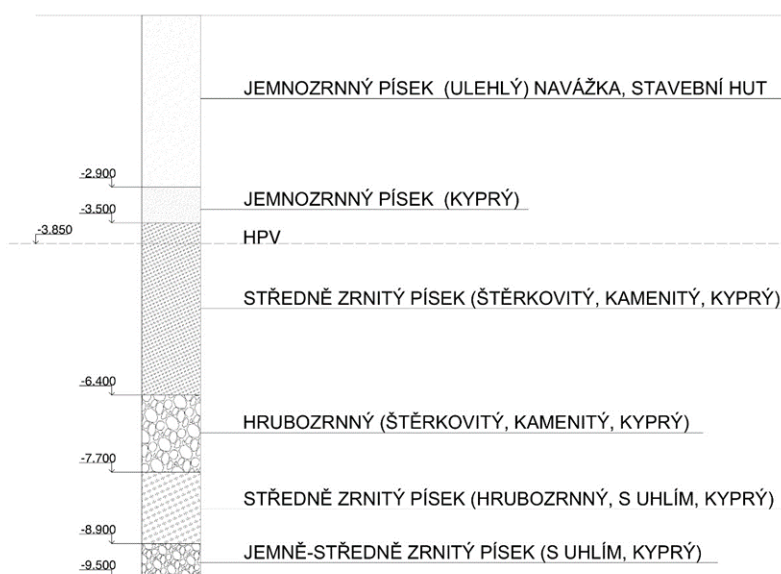 JEMNOZRNNÝ PÍSEK (ULEHLÝ) NAVÁŽKA, STAVEBNÍ HUT
-2.900
JEMNOZRNNÝ PÍSEK (KYPRÝ)
-3.500
-3.850
HPV
STŘEDNĚ ZRNITÝ PÍSEK (ŠTĚRKOVITÝ, KAMENITÝ, KYPRÝ)
-6.400
HRUBOZRNNÝ (ŠTĚRKOVITÝ, KAMENITÝ, KYPRÝ)
-7.700
STŘEDNĚ ZRNITÝ PÍSEK (HRUBOZRNNÝ, S UHLÍM, KYPRÝ)
-8.900
JEMNĚ-STŘEDNĚ ZRNITÝ PÍSEK (S UHLÍM, KYPRÝ)
-9.500